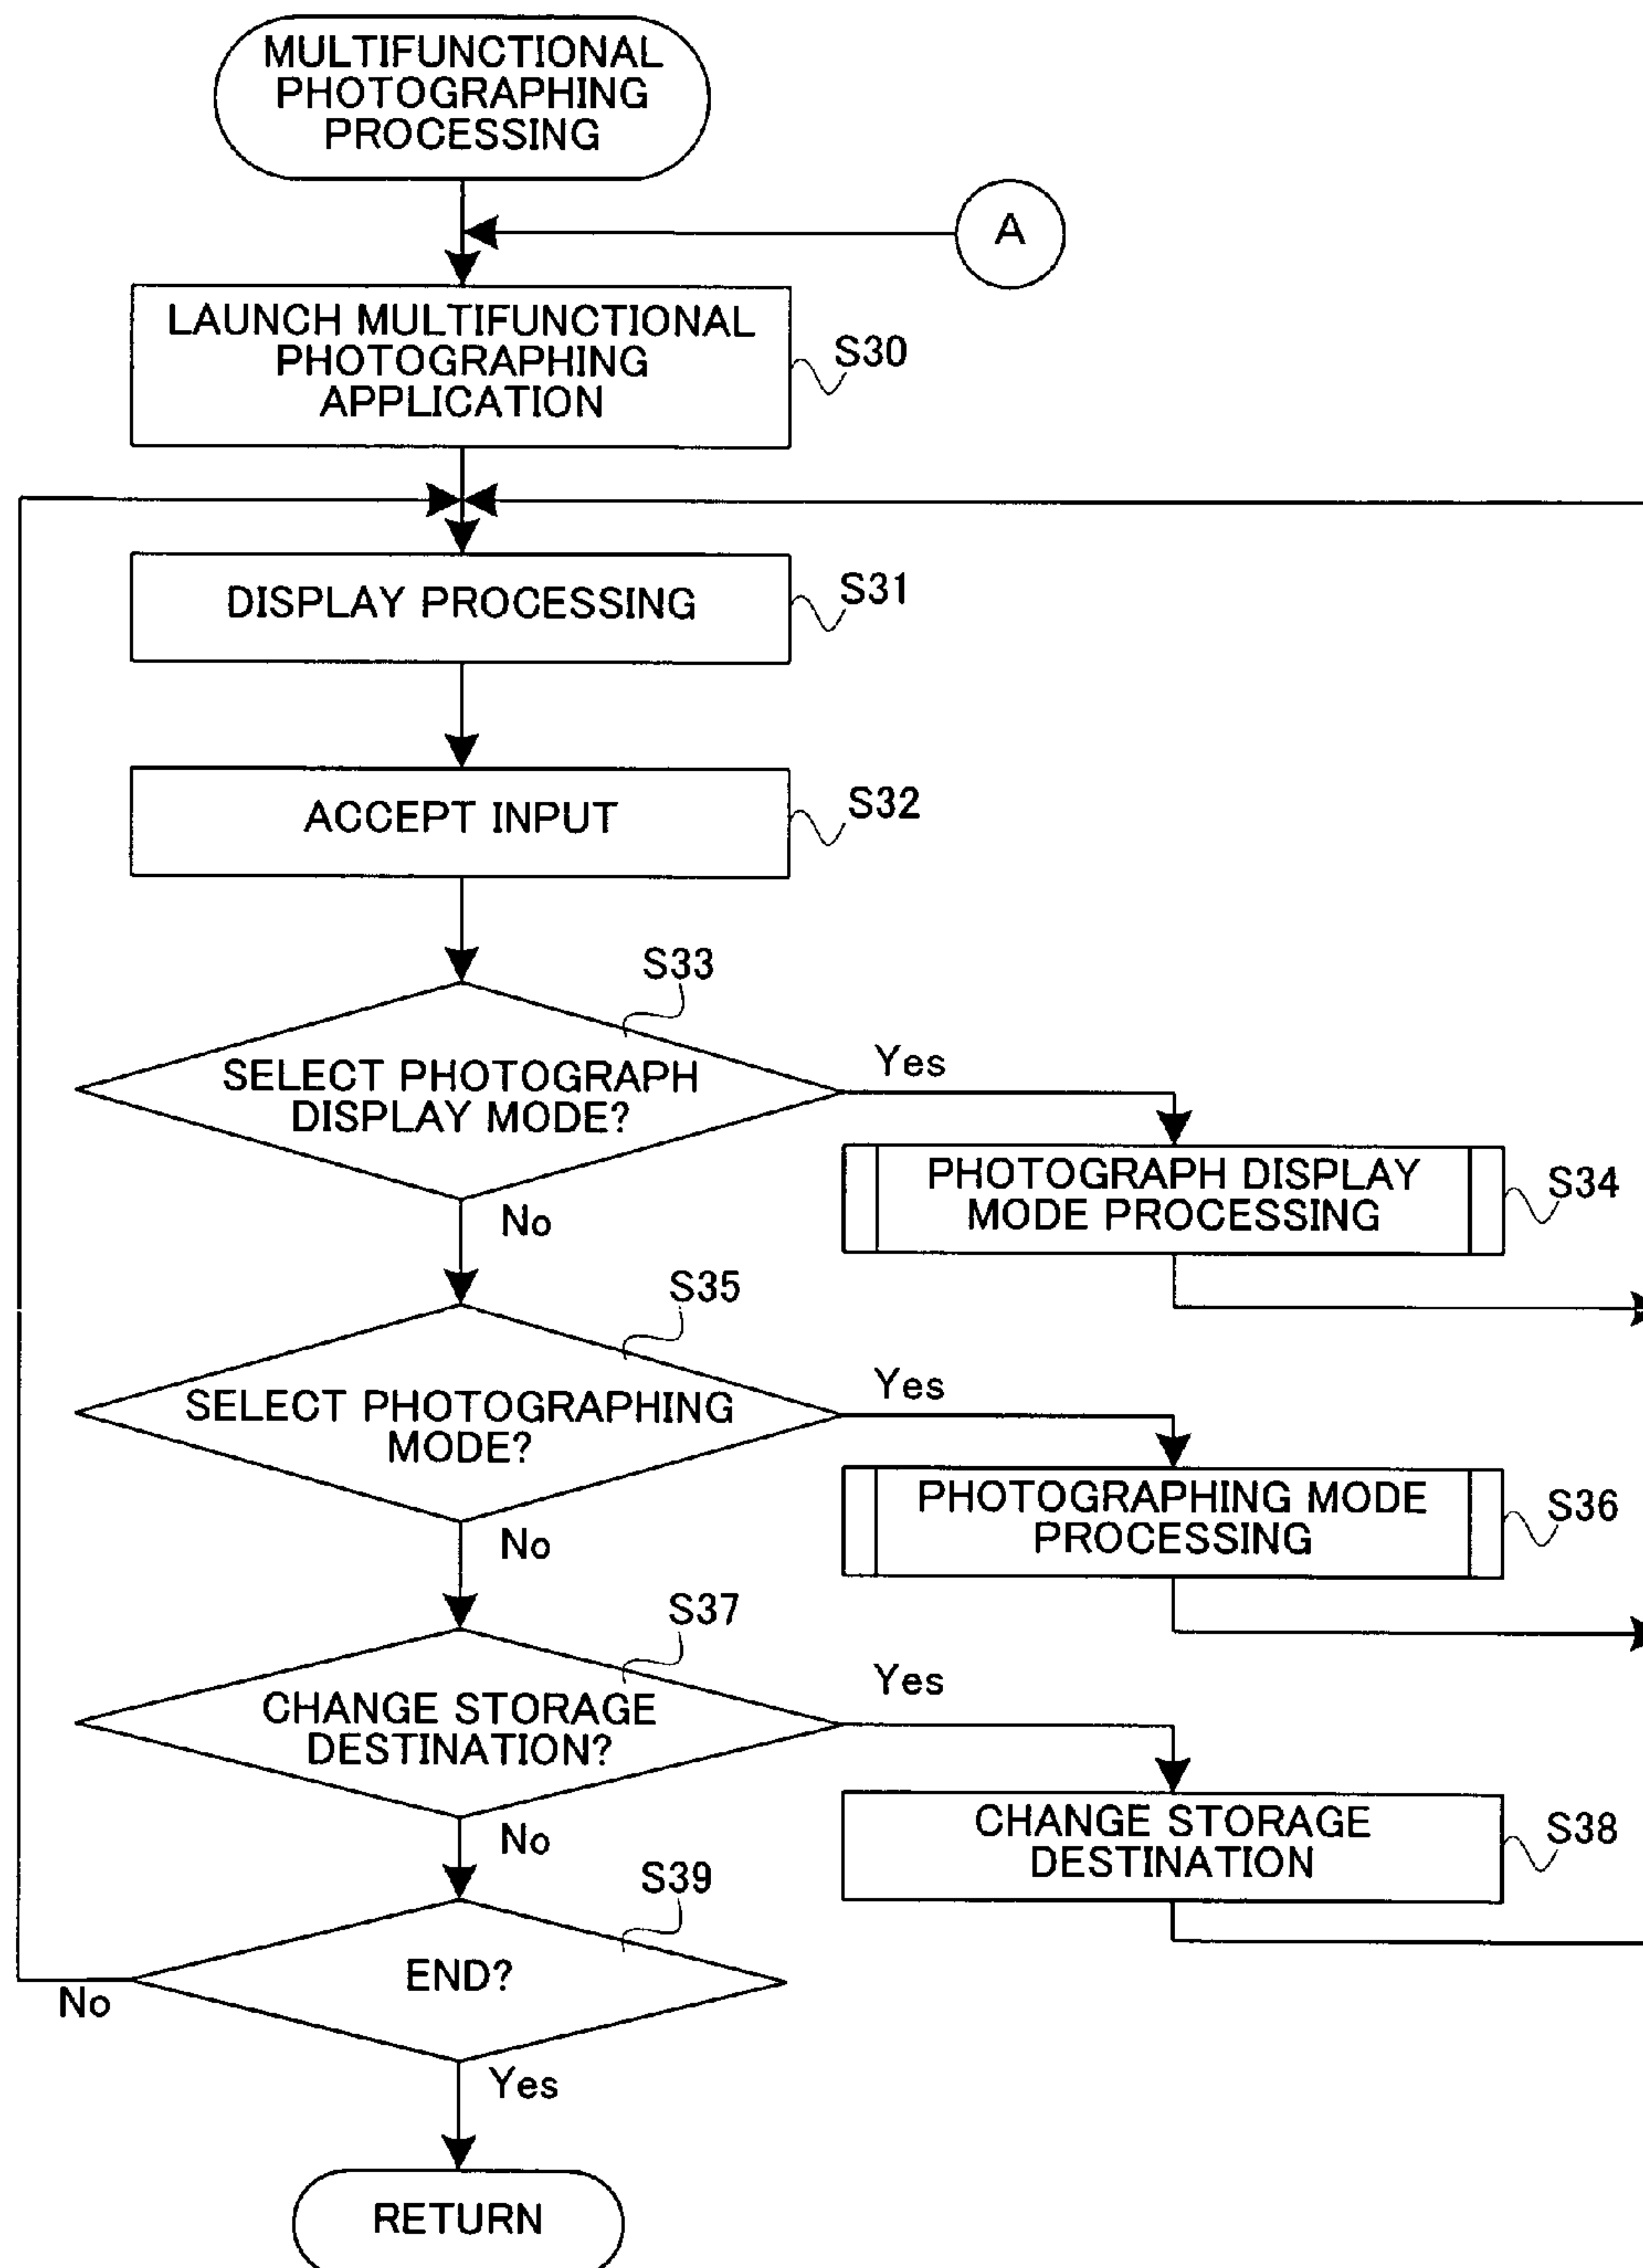 MULTIFUNCTIONAL
PHOTOGRAPHING
PROCESSING
A
LAUNCH MULTIFUNCTIONAL
PHOTOGRAPHING
APPLICATION
S30
DISPLAY PROCESSING
S31
ACCEPT INPUT
S32
S33
SELECT PHOTOGRAPH
DISPLAY MODE?
Yes
No
PHOTOGRAPH DISPLAY
MODE PROCESSING
S34
S35
SELECT PHOTOGRAPHING
MODE?
Yes
No
PHOTOGRAPHING MODE
PROCESSING
S36
S37
CHANGE STORAGE
DESTINATION?
Yes
No
CHANGE STORAGE
DESTINATION
S38
S39
END?
No
Yes
RETURN